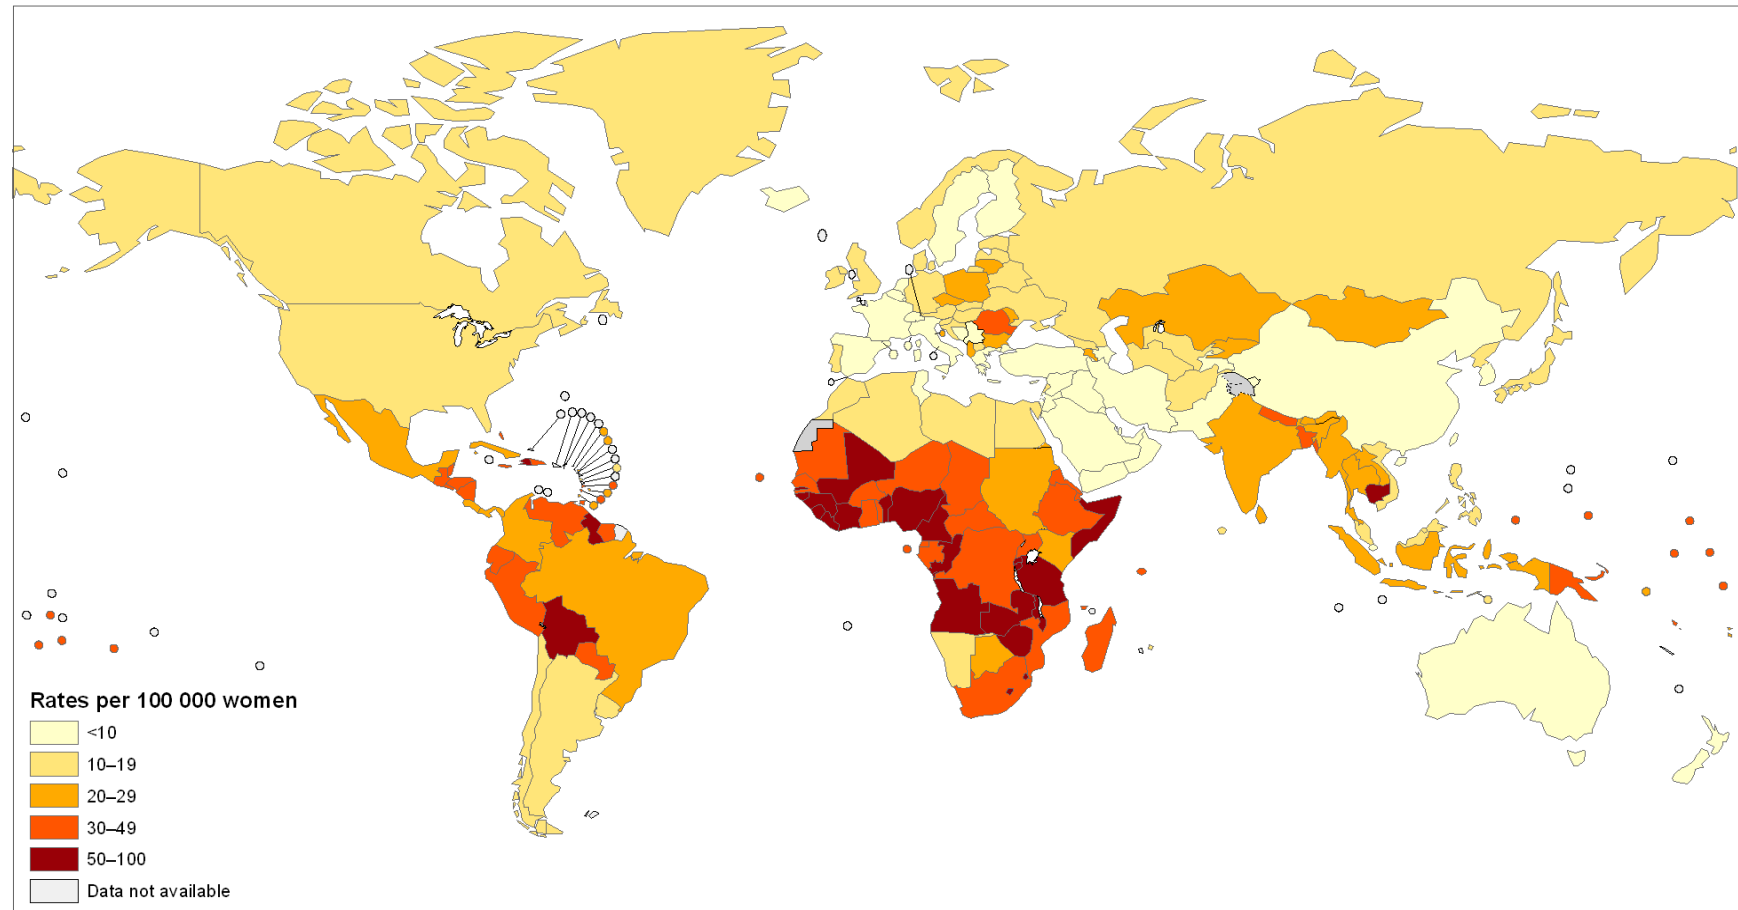 Rates per 100 000 women
<10
10–19
20–29
30–49
50–100
Data not available